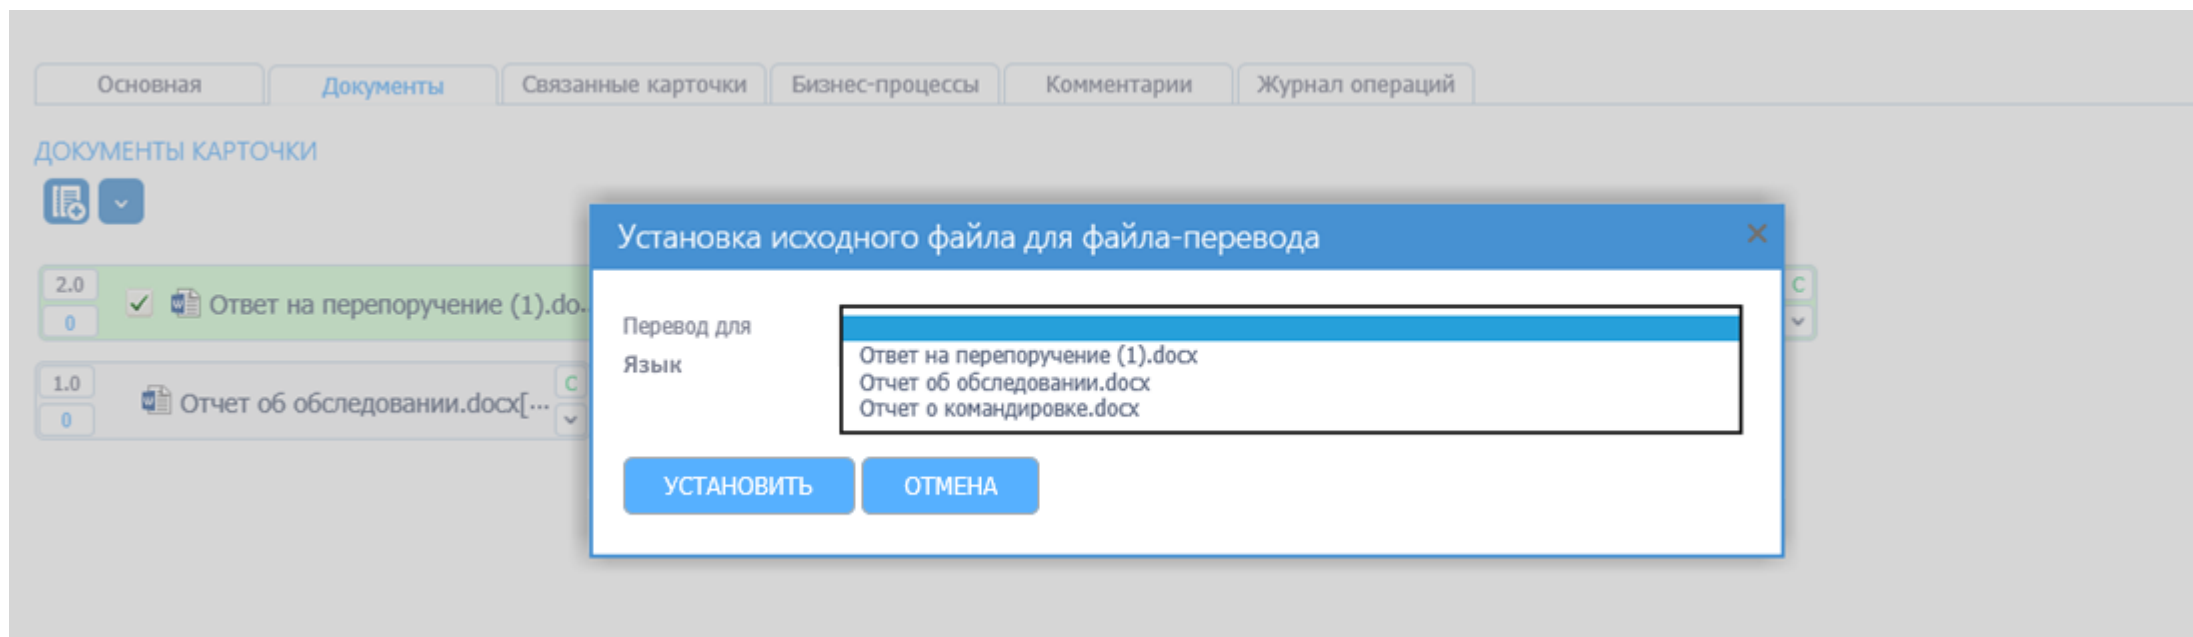 Основная Документы Связанные карточки Бизнес-процессы Комментарии Журнал операций
ДОКУМЕНТЫ КАРТОЧКИ
2.0
0
Ответ на перепоручение (1).do...
C
1.0
0
Отчет об обследовании.docx[...
C
Установка исходного файла для файла-перевода
Перевод для
Язык
Ответ на перепоручение (1).docx
Отчет об обследовании.docx
Отчет о командировке.docx
УСТАНОВИТЬ ОТМЕНА